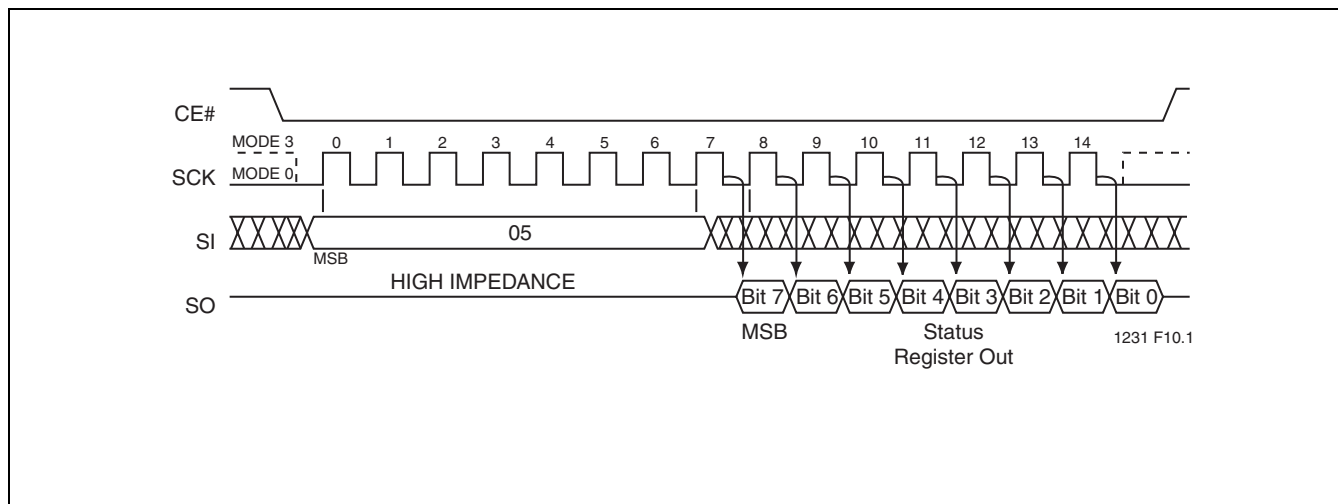 CE#
MODE 3
0 1 2 3 4 5 6 7 8 9 10 11 12 13 14
SCK
MODE 0
SI
05
MSB
HIGH IMPEDANCE
SO
Bit 7 Bit 6 Bit 5 Bit 4 Bit 3 Bit 2 Bit 1 Bit 0
MSB
Status
Register Out
1231 F10.1